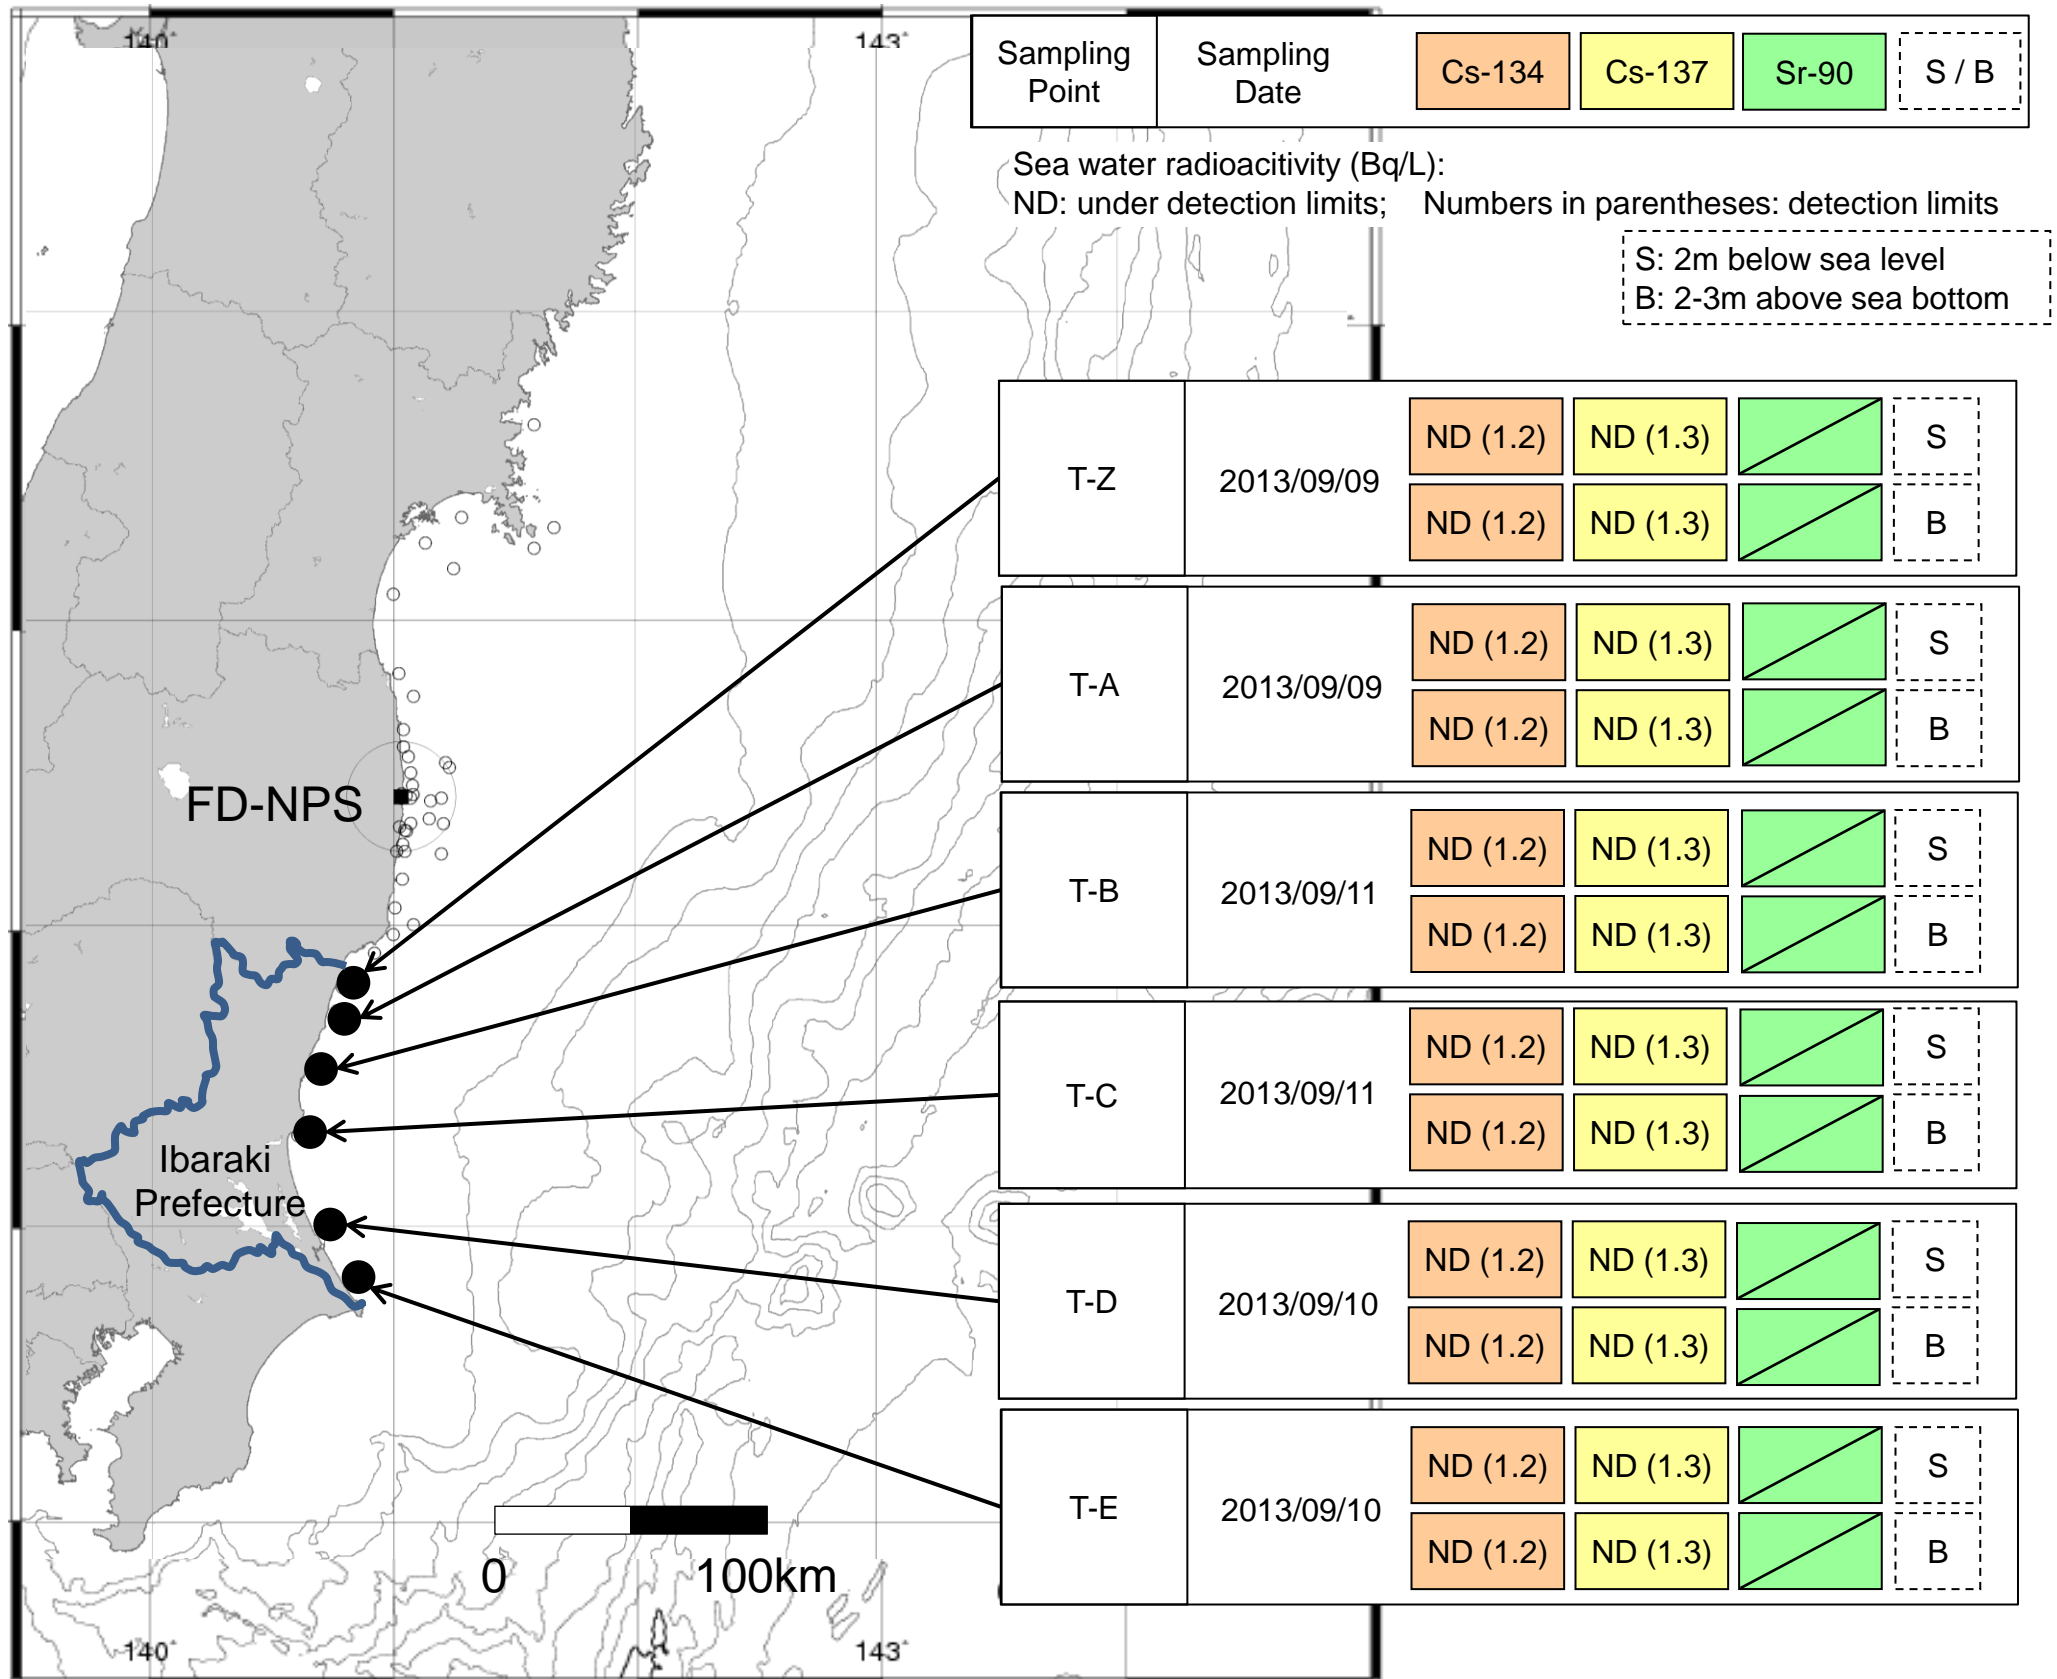 140°
143°
Sampling
Point
Sampling
Date
Cs-134
Cs-137
Sr-90
S / B
Sea water radioacitivity (Bq/L):
ND: under detection limits; Numbers in parentheses: detection limits
S: 2m below sea level
B: 2-3m above sea bottom
T-Z
2013/09/09
ND (1.2) ND (1.3) S
ND (1.2) ND (1.3) B
T-A
2013/09/09
ND (1.2) ND (1.3) S
ND (1.2) ND (1.3) B
FD-NPS
T-B
2013/09/11
ND (1.2) ND (1.3) S
ND (1.2) ND (1.3) B
T-C
2013/09/11
ND (1.2) ND (1.3) S
ND (1.2) ND (1.3) B
Ibaraki
Prefecture
T-D
2013/09/10
ND (1.2) ND (1.3) S
ND (1.2) ND (1.3) B
T-E
2013/09/10
ND (1.2) ND (1.3) S
ND (1.2) ND (1.3) B
0 100km
140°
143°